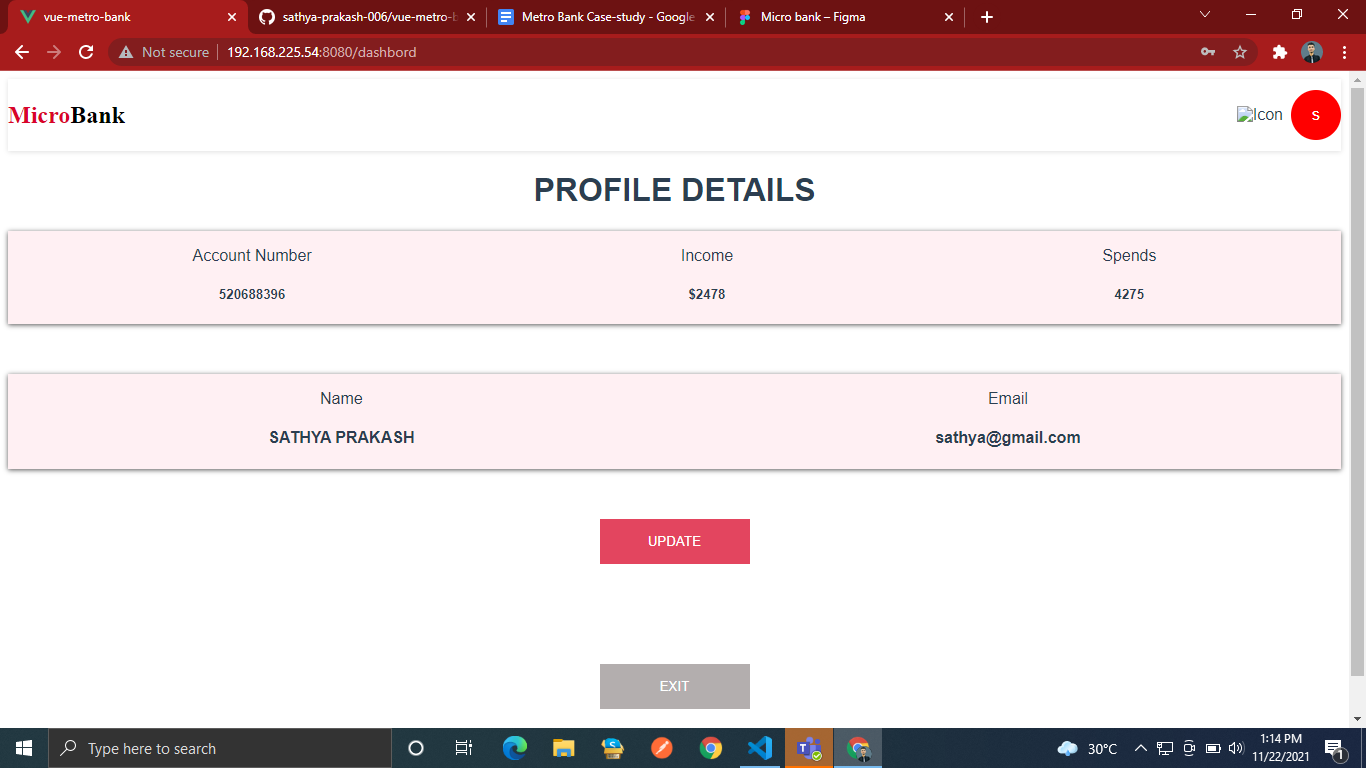 vue-metro-bank
sathya-prakash-006/vue-metro-b
Metro Bank Case-study - Google
Micro bank – Figma
Not secure
192.168.225.54:8080/dashbord
MicroBank
Icon
S
PROFILE DETAILS
Account Number Income Spends
520688396 $2478 4275
Name Email
SATHYA PRAKASH sathya@gmail.com
UPDATE
EXIT
Type here to search
30°C
1:14 PM
11/22/2021
1